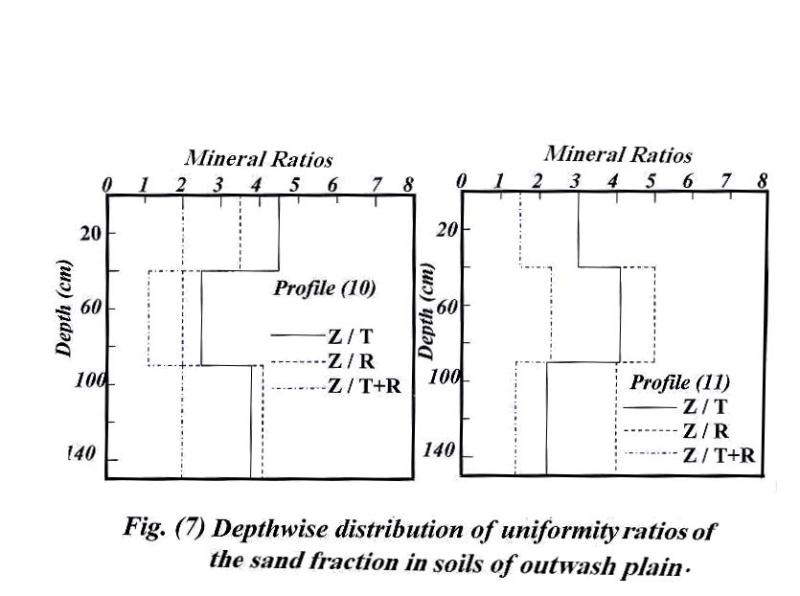 Mineral Ratios
0 1 2 3 4 5 6 7 8
20
60
100
140
Depth (cm)
Profile (10)
Z / T
Z / R
Z / T+R
Mineral Ratios
0 1 2 3 4 5 6 7 8
20
60
100
140
Depth (cm)
Profile (11)
Z / T
Z / R
Z / T+R
Fig. (7) Depthwise distribution of uniformity ratios of
the sand fraction in soils of outwash plain.